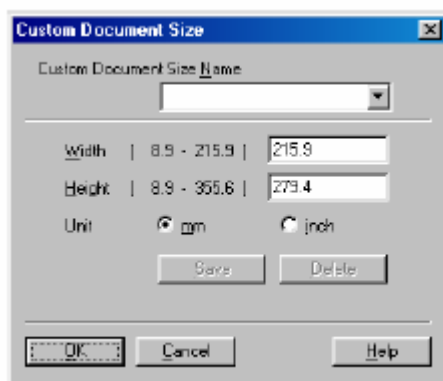 Custom Document Size
Custom Document Size Name
Width [ 8.9 - 215.9 ] 215.9
Height [ 8.9 - 355.6 ] 279.4
Unit mm inch
Save Delete
OK Cancel Help